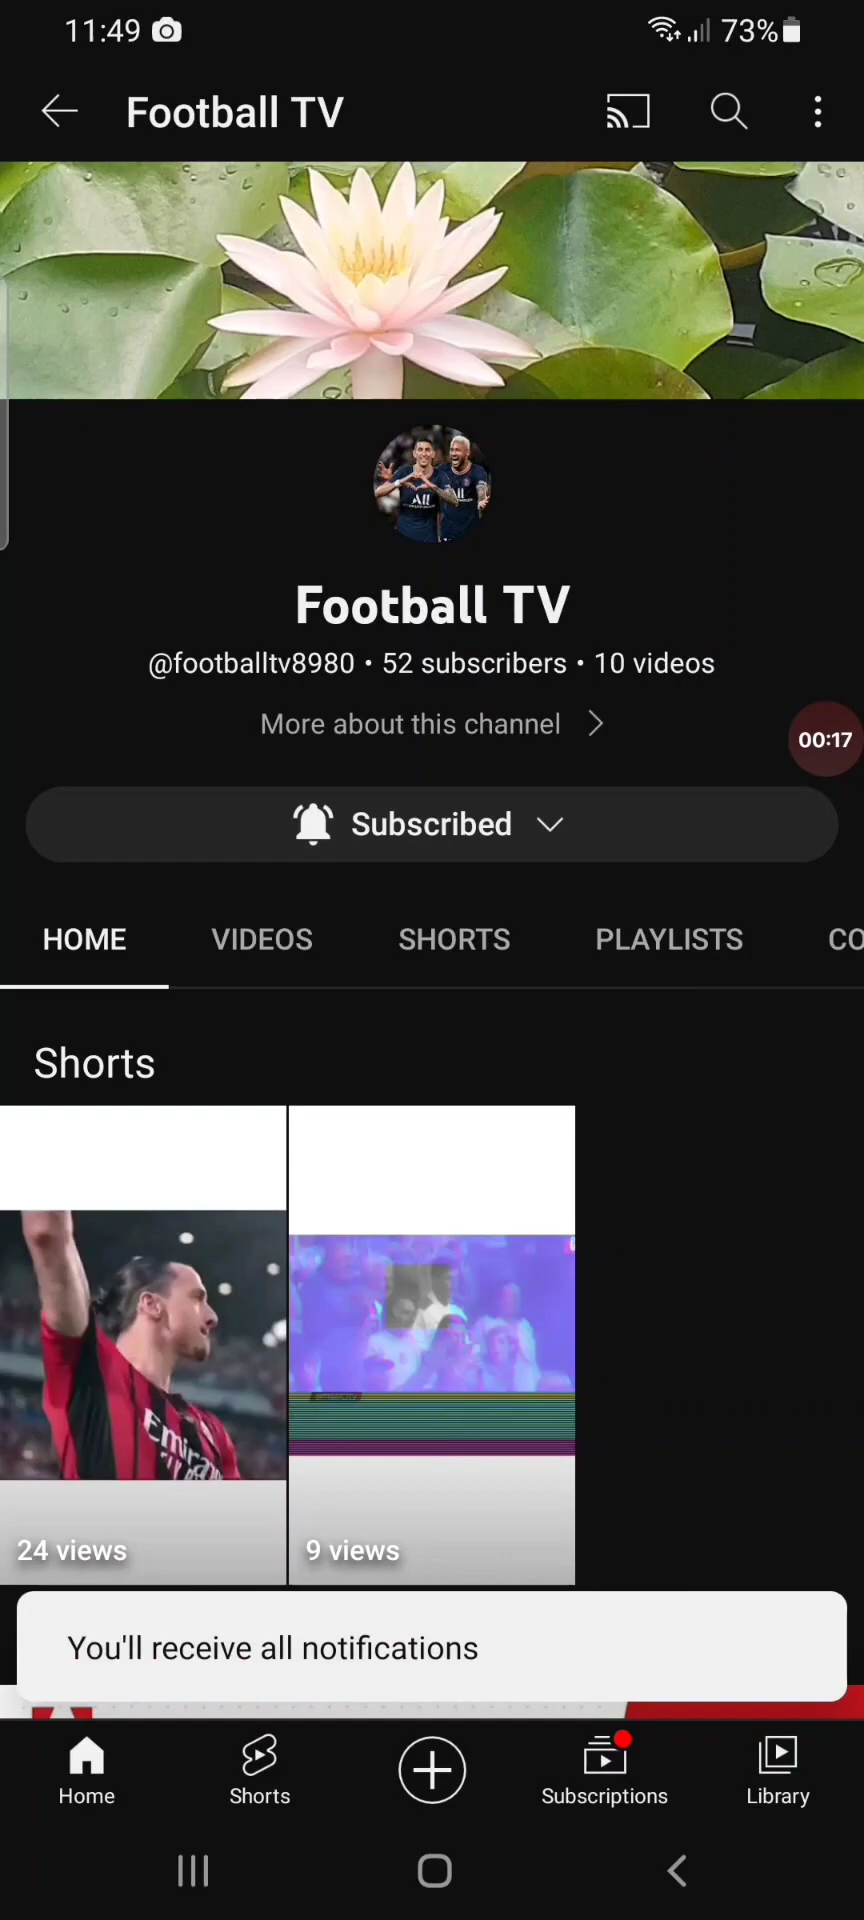 11:49 73%
Football TV
Football TV
@footballtv8980 • 52 subscribers • 10 videos
More about this channel
00:17
Subscribed
HOME VIDEOS SHORTS PLAYLISTS CO
Shorts
24 views 9 views
You'll receive all notifications
Home Shorts Subscriptions Library